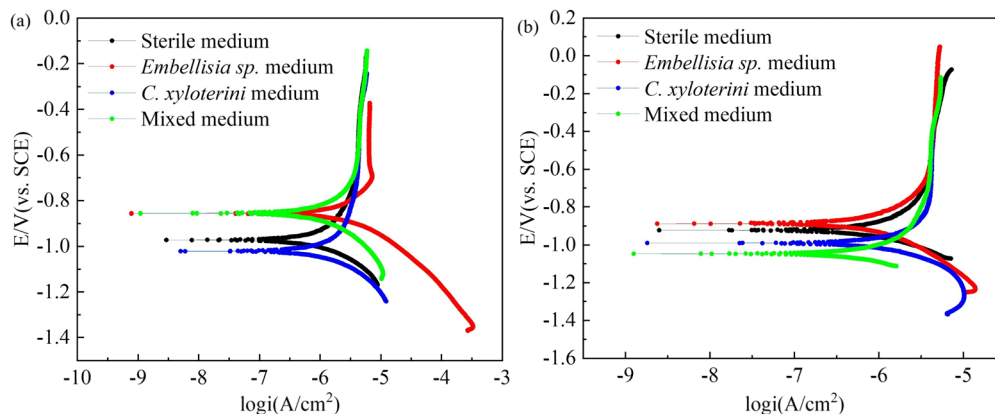 (a)
0.0
-0.2
-0.4
-0.6
-0.8
-1.0
-1.2
-1.4
E/V(vs. SCE)
Sterile medium
Embellisia sp. medium
C. xyloterini medium
Mixed medium
-10 -9 -8 -7 -6 -5 -4 -3
logi(A/cm²)
(b)
0.2
0.0
-0.2
-0.4
-0.6
-0.8
-1.0
-1.2
-1.4
-1.6
E/V(vs. SCE)
Sterile medium
Embellisia sp. medium
C. xyloterini medium
Mixed medium
-9 -8 -7 -6 -5
logi(A/cm²)